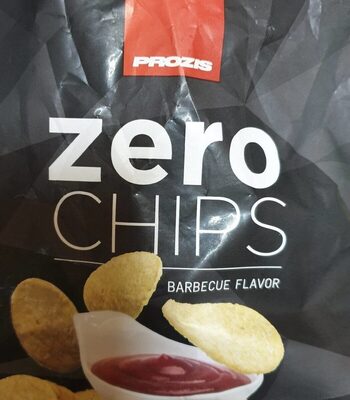 PROZIS
zero
CHIPS
BARBECUE FLAVOR